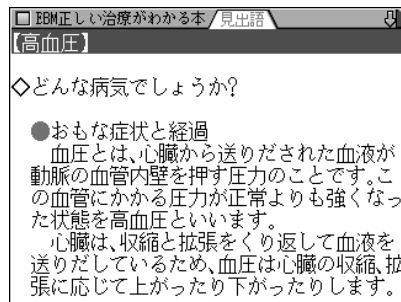 EBM正しい治療がわかる本 見出語
【高血圧】
◇どんな病気でしょうか?
●おもな症状と経過
血圧とは、心臓から送りだされた血液が
動脈の血管内壁を押す圧力のことです。こ
の血管にかかる圧力が正常よりも強くなっ
た状態を高血圧といいます。
心臓は、収縮と拡張をくり返して血液を
送りだしているため、血圧は心臓の収縮、拡
張に応じて上がったり下がったりします。